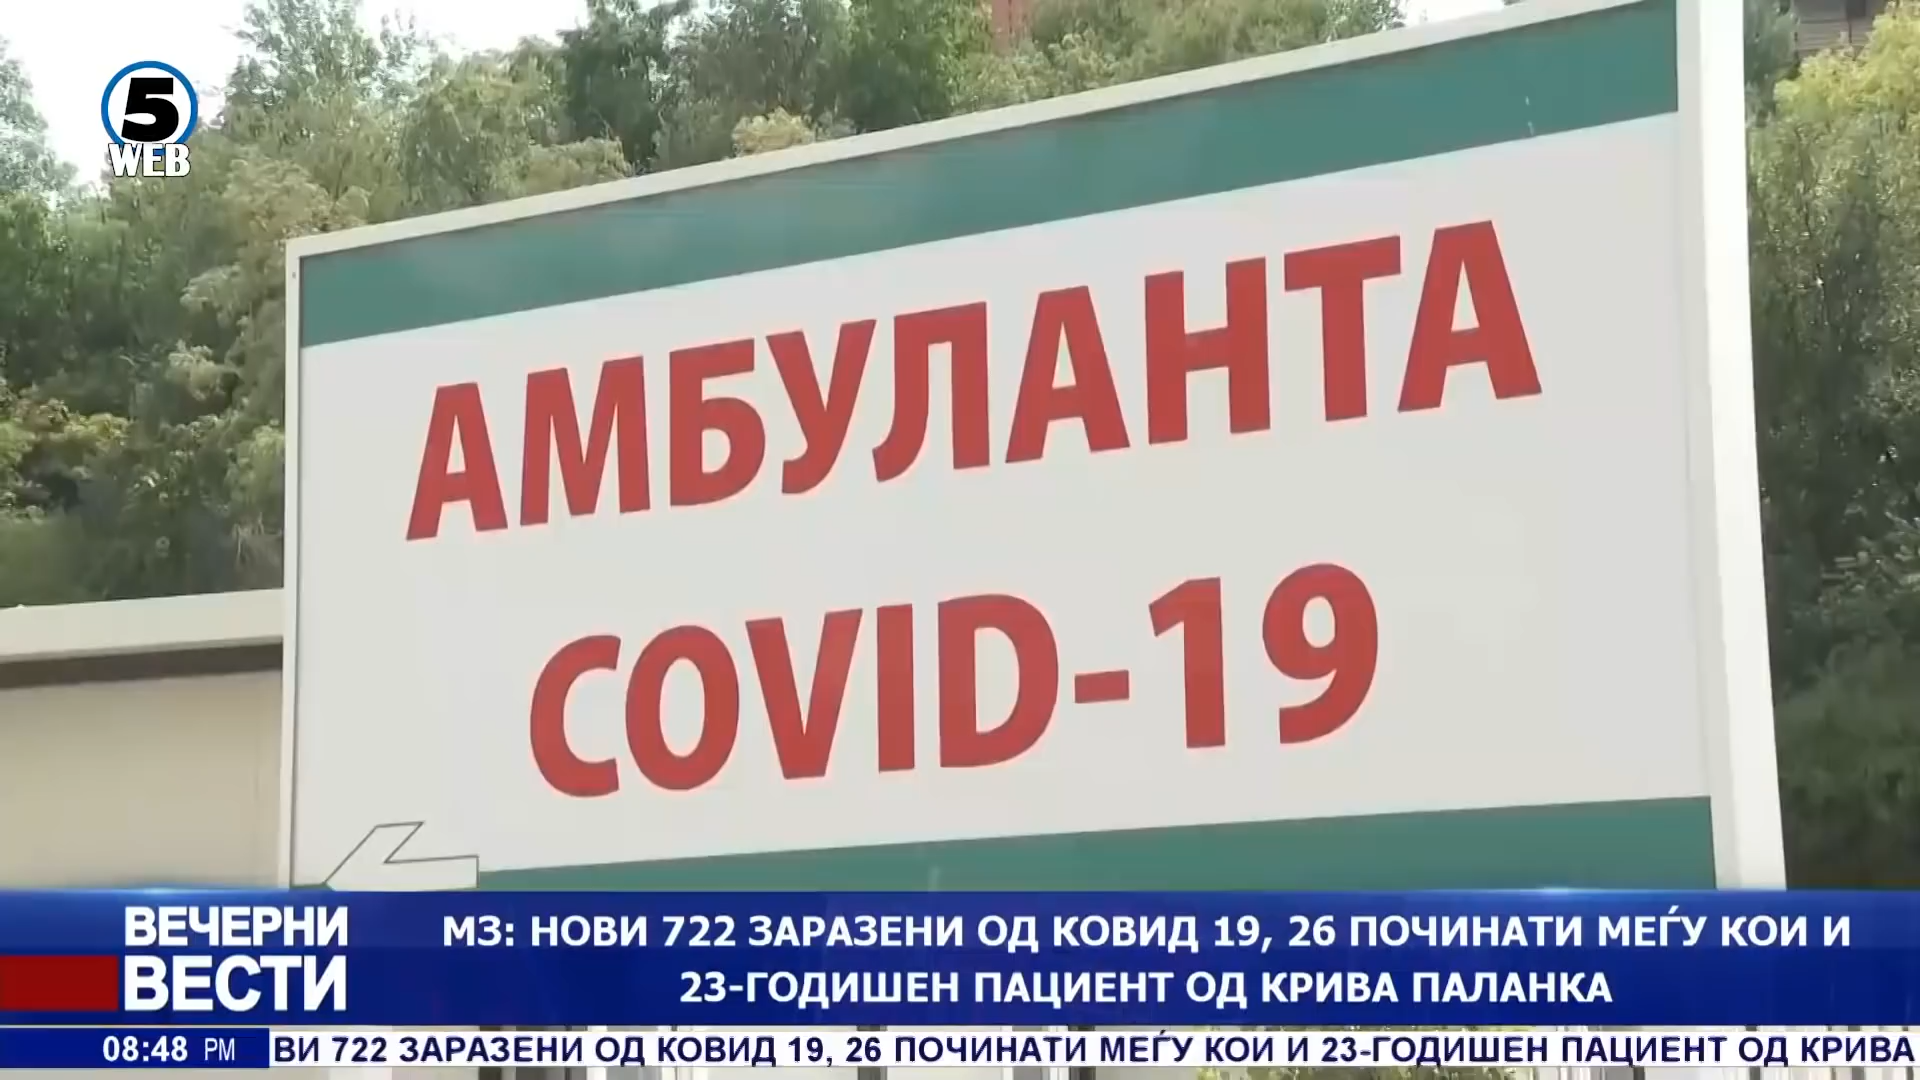 5
WEB
АМБУЛАНТА
COVID-19
ВЕЧЕРНИ
ВЕСТИ
МЗ: НОВИ 722 ЗАРАЗЕНИ ОД КОВИД 19, 26 ПОЧИНАТИ МЕЃУ КОИ И
23-ГОДИШЕН ПАЦИЕНТ ОД КРИВА ПАЛАНКА
08:48 PM
ВИ 722 ЗАРАЗЕНИ ОД КОВИД 19, 26 ПОЧИНАТИ МЕЃУ КОИ И 23-ГОДИШЕН ПАЦИЕНТ ОД КРИВА